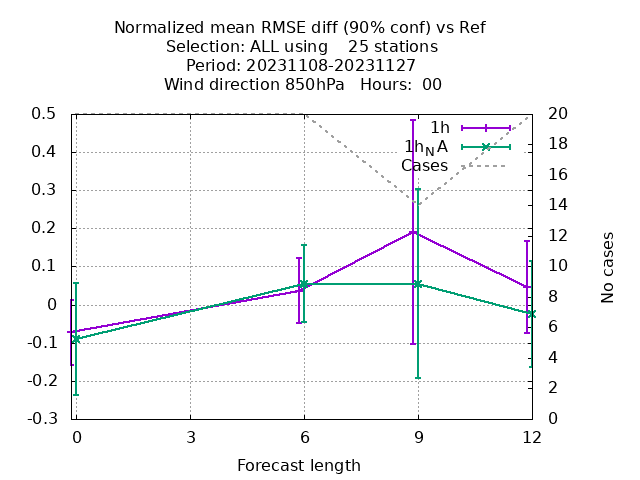 Normalized mean RMSE diff (90% conf) vs Ref
Selection: ALL using    25 stations
Period: 20231108-20231127
Wind direction 850hPa   Hours:  00
1h
1hNA
Cases
0.5
0.4
0.3
0.2
0.1
0
-0.1
-0.2
-0.3
20
18
16
14
12
10
8
6
4
2
0
No cases
0 3 6 9 12
Forecast length